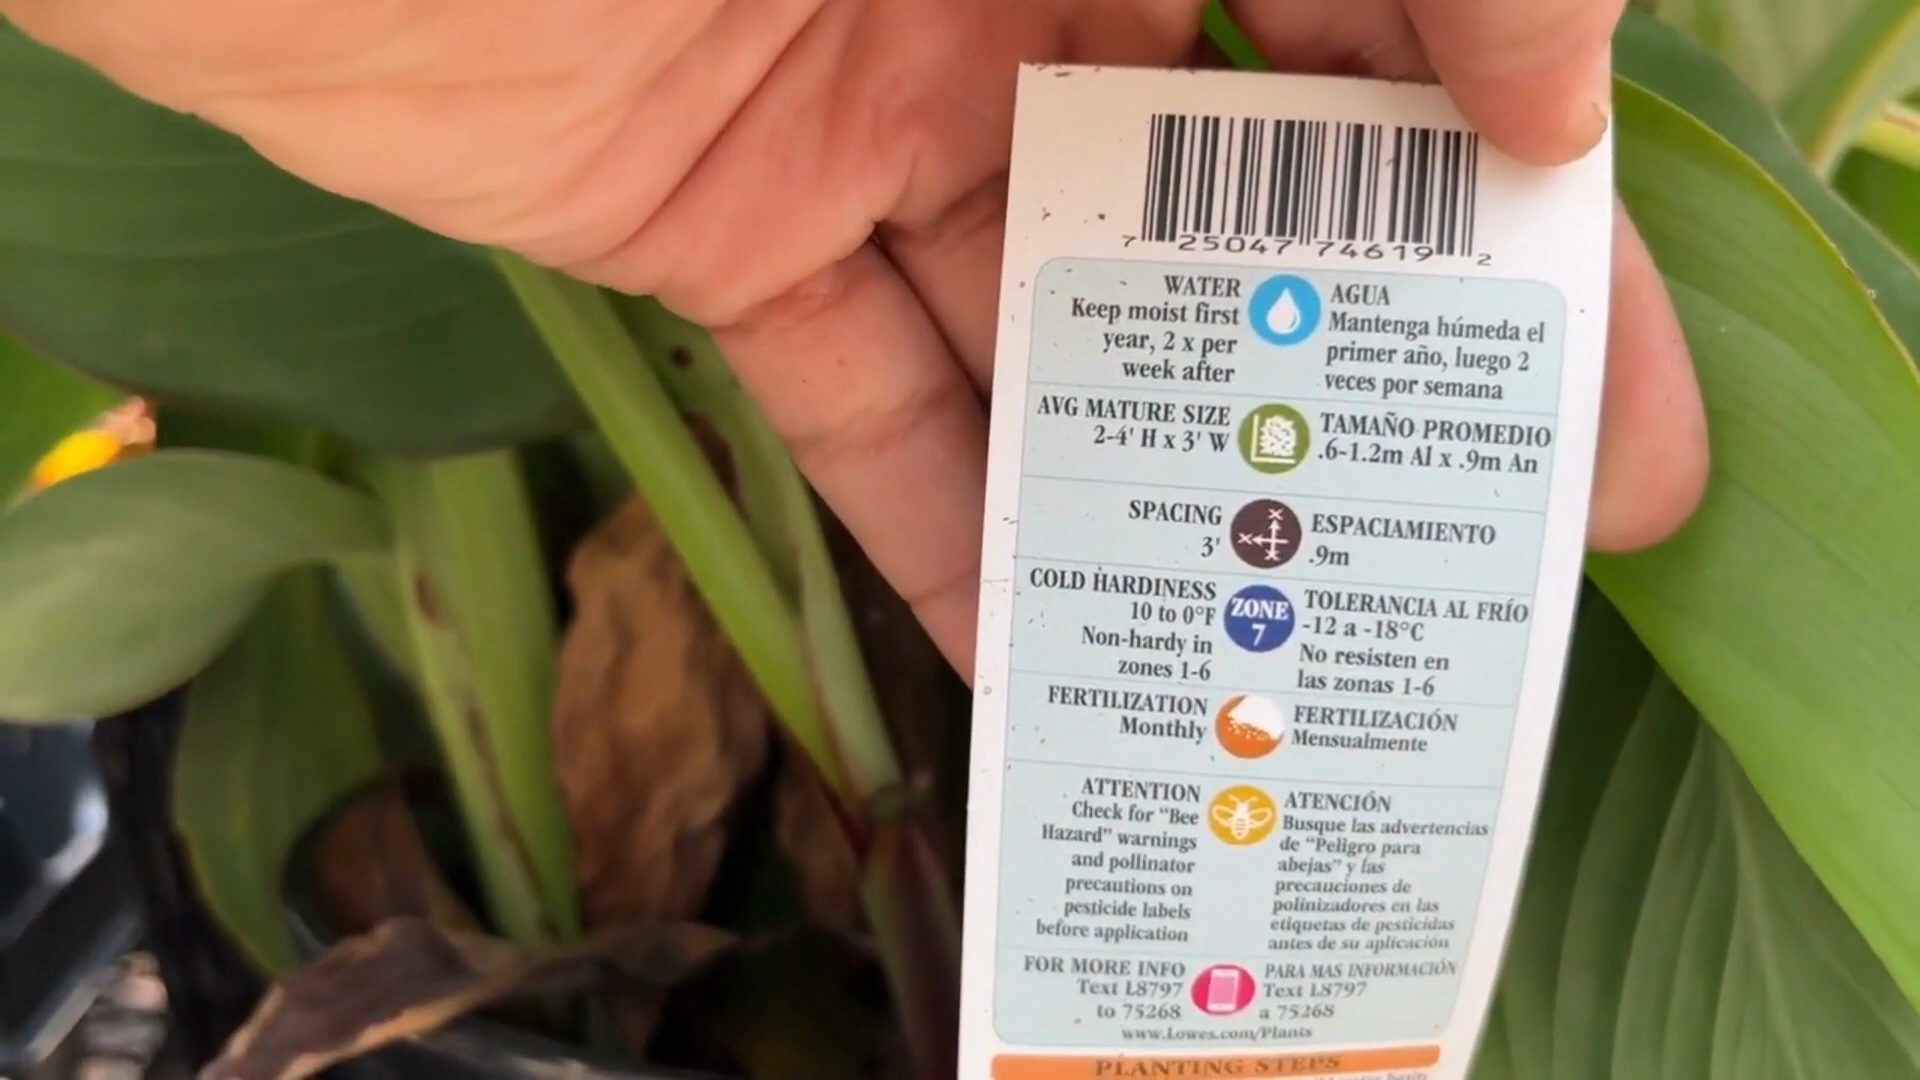 7 25047 74619 2
WATER
Keep moist first
year, 2 x per
week after
AGUA
Mantenga húmeda el
primer año, luego 2
veces por semana
AVG MATURE SIZE
2-4' H x 3' W
TAMAÑO PROMEDIO
.6-1.2m Al x .9m An
SPACING
3'
ESPACIAMIENTO
.9m
COLD HARDINESS
10 to 0°F
Non-hardy in
zones 1-6
ZONE
7
TOLERANCIA AL FRÍO
-12 a -18°C
No resisten en
las zonas 1-6
FERTILIZATION
Monthly
FERTILIZACIÓN
Mensualmente
ATTENTION
Check for "Bee
Hazard" warnings
and pollinator
precautions on
pesticide labels
before application
ATENCIÓN
Busque las advertencias
de "Peligro para
abejas" y las
precauciones de
polinizadores en las
etiquetas de pesticidas
antes de su aplicación
FOR MORE INFO
Text L8797
to 75268
PARA MAS INFORMACIÓN
Text L8797
a 75268
www.Lowes.com/Plants
PLANTING STEPS